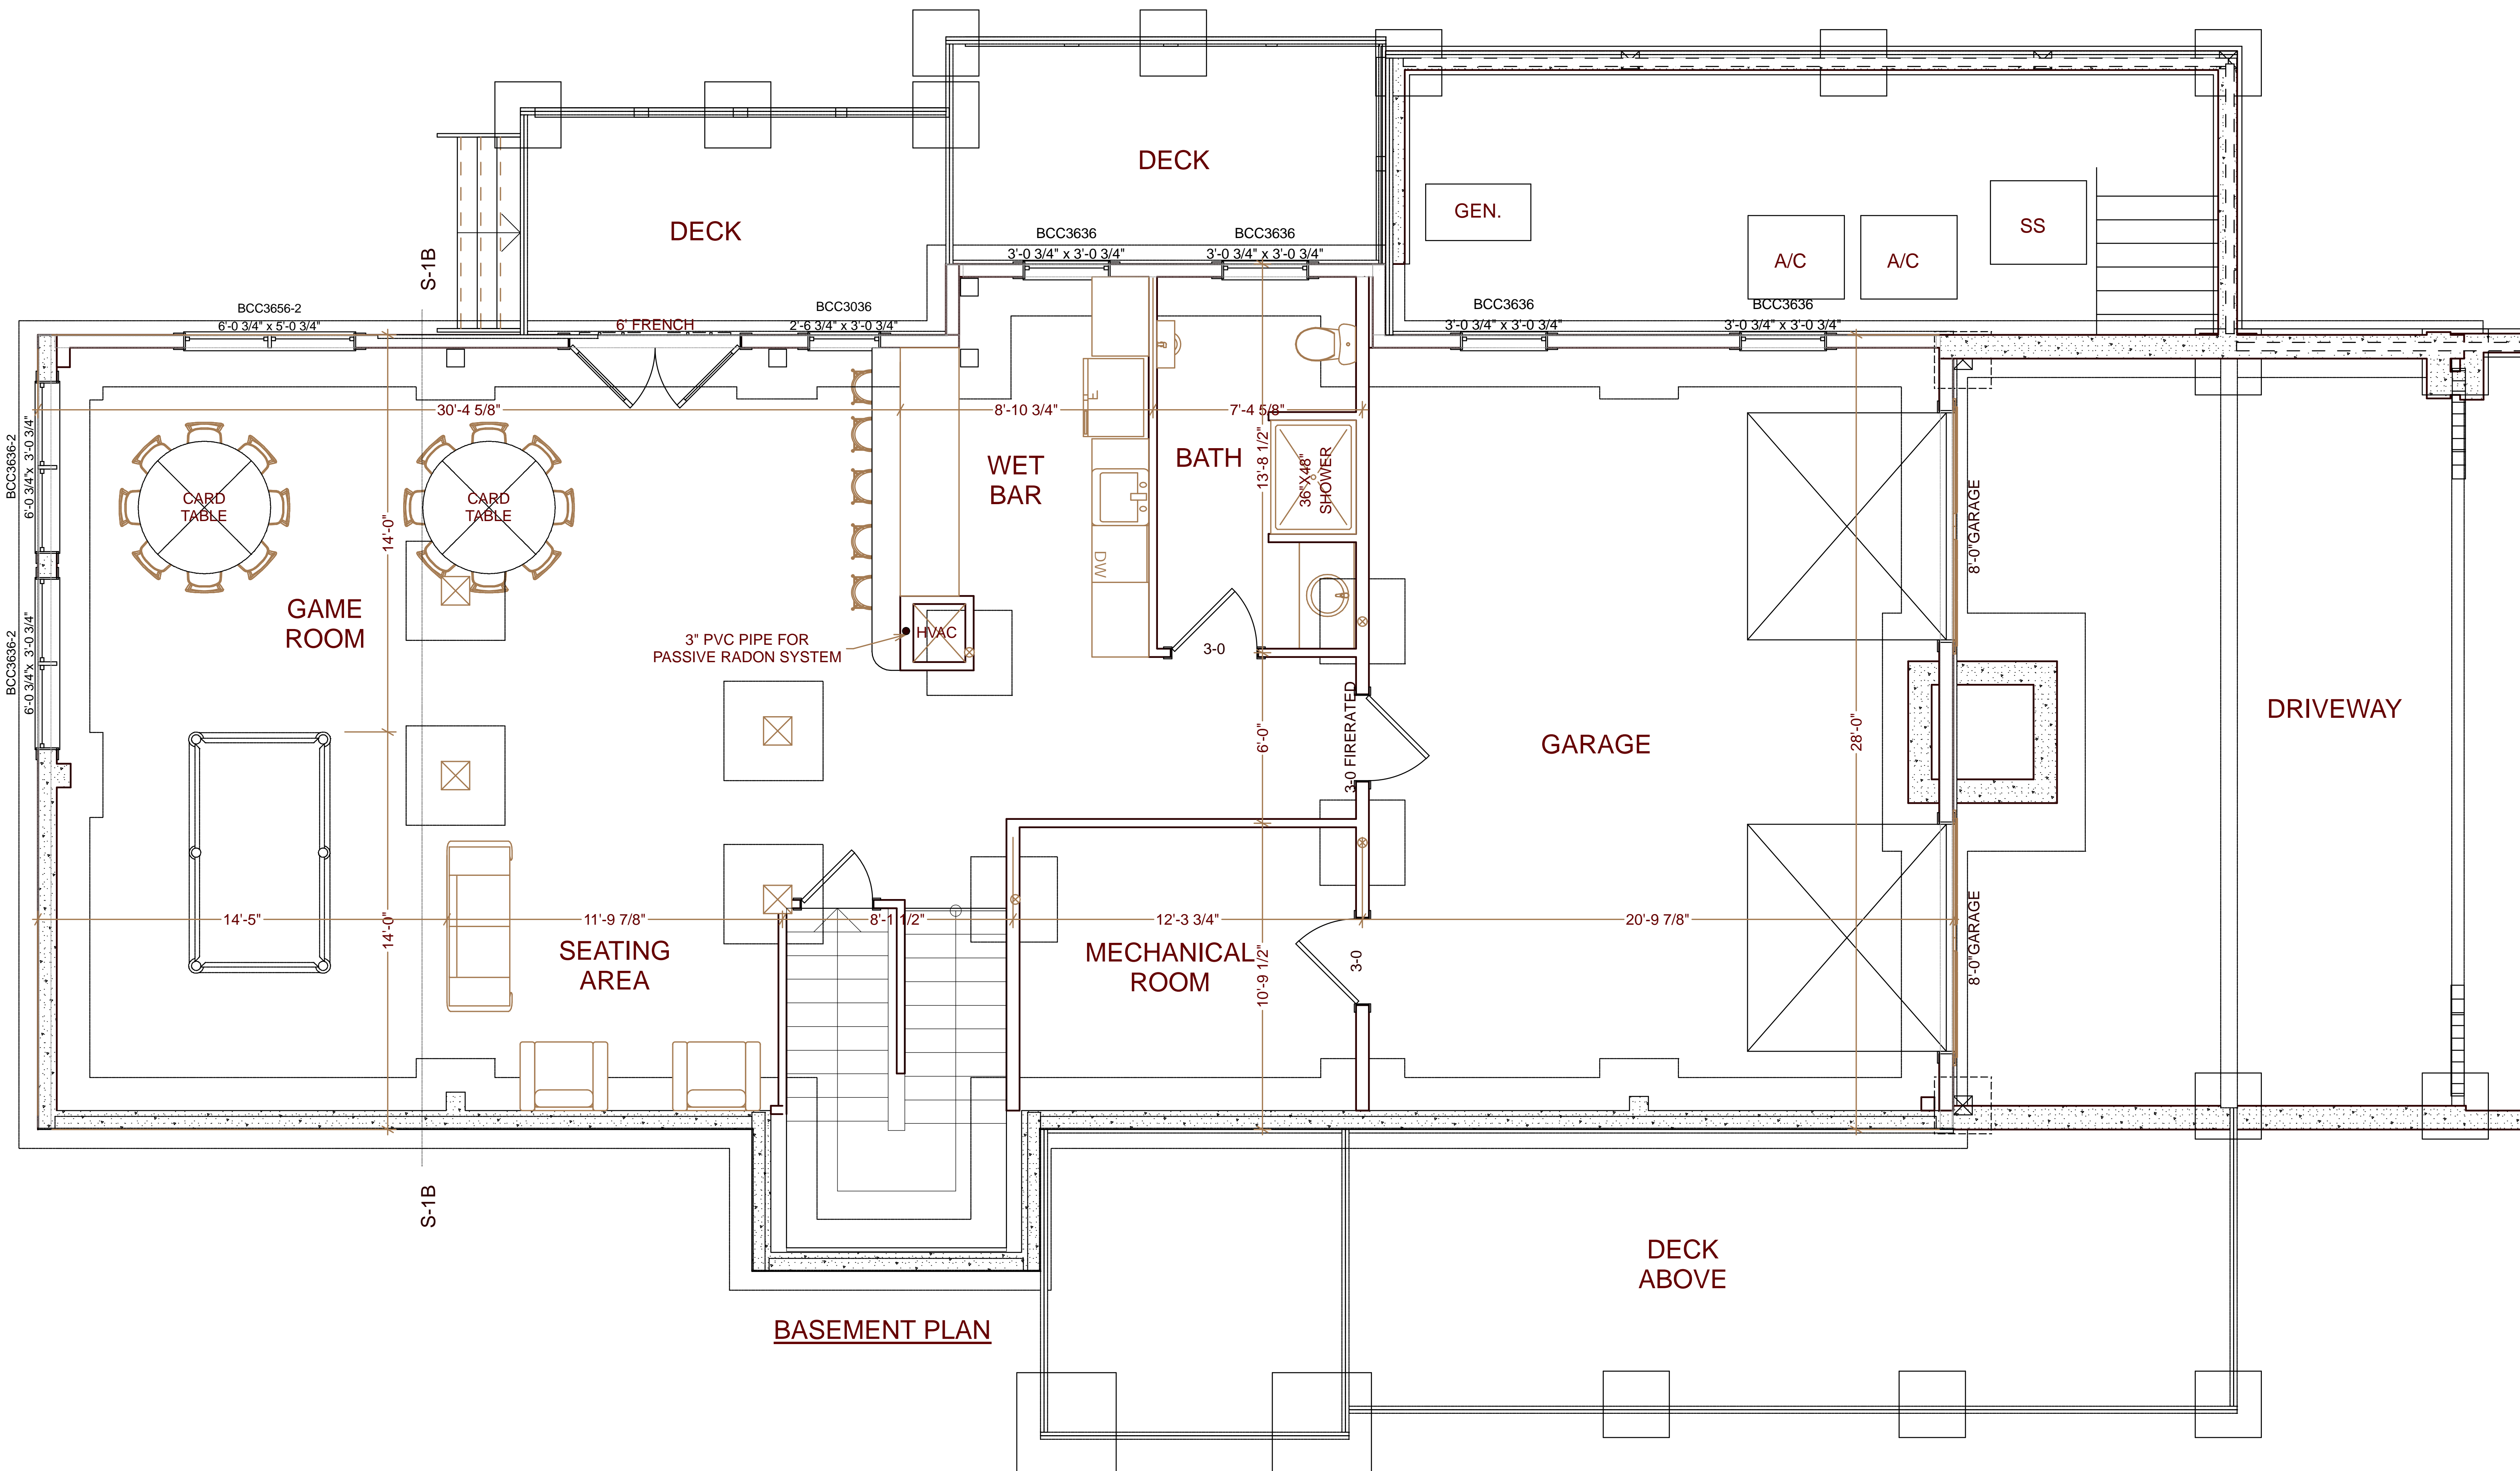 DECK
DECK
GEN.
A/C
A/C
SS
BCC3636
3'-0 3/4" x 3'-0 3/4"
BCC3636
3'-0 3/4" x 3'-0 3/4"
S-1B
BCC3656-2
6'-0 3/4" x 5'-0 3/4"
6' FRENCH
BCC3036
2'-6 3/4" x 3'-0 3/4"
BCC3636
3'-0 3/4" x 3'-0 3/4"
BCC3636
3'-0 3/4" x 3'-0 3/4"
30'-4 5/8"
8'-10 3/4"
7'-4 5/8"
BCC3636-2
6'-0 3/4"x 3'-0 3/4"
CARD
TABLE
CARD
TABLE
14'-0"
WET
BAR
BATH
13'-8 1/2"
36"X48"
SHOWER
DW
8'-0"GARAGE
GAME
ROOM
BCC3636-2
6'-0 3/4"x 3'-0 3/4"
3" PVC PIPE FOR
PASSIVE RADON SYSTEM
HVAC
3-0
3-0 FIRERATED
6'-0"
GARAGE
28'-0"
DRIVEWAY
14'-5"
14'-0"
11'-9 7/8"
8'-1 1/2"
12'-3 3/4"
20'-9 7/8"
SEATING
AREA
MECHANICAL
ROOM
10'-9 1/2"
3-0
8'-0"GARAGE
S-1B
DECK
ABOVE
BASEMENT PLAN